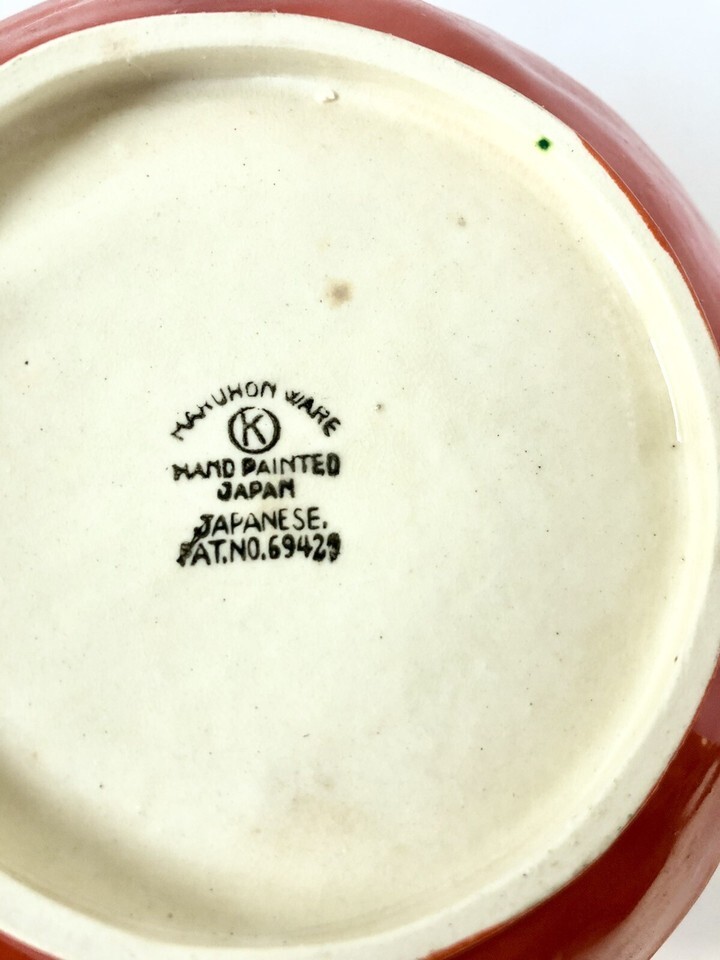 MARUHON WARE
K
HAND PAINTED
JAPAN
JAPANESE.
PAT.NO.69429